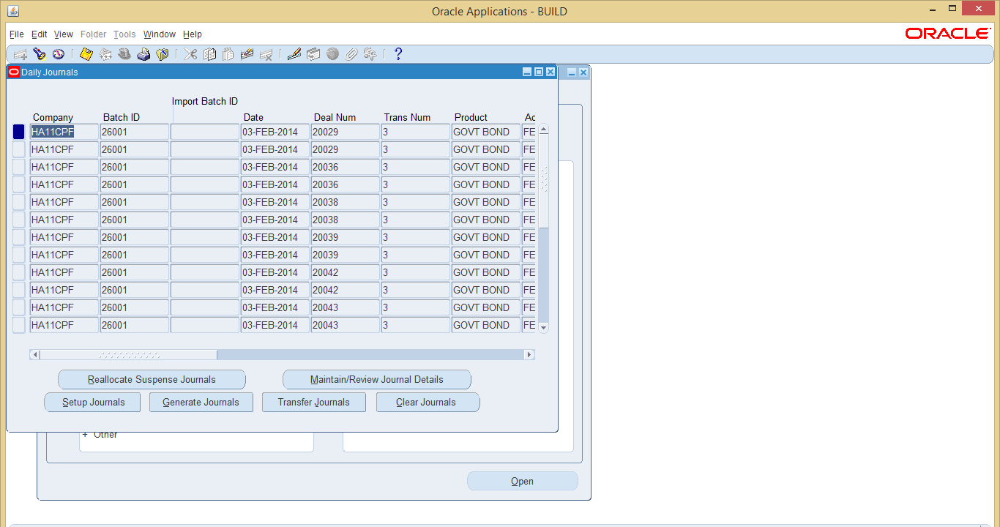 Oracle Applications - BUILD
File Edit View Folder Tools Window Help
ORACLE
Daily Journals
Import Batch ID
Company Batch ID Date Deal Num Trans Num Product Ac
HA11CPF 26001 03-FEB-2014 20029 3 GOVT BOND FE
HA11CPF 26001 03-FEB-2014 20029 3 GOVT BOND FE
HA11CPF 26001 03-FEB-2014 20036 3 GOVT BOND FE
HA11CPF 26001 03-FEB-2014 20036 3 GOVT BOND FE
HA11CPF 26001 03-FEB-2014 20038 3 GOVT BOND FE
HA11CPF 26001 03-FEB-2014 20038 3 GOVT BOND FE
HA11CPF 26001 03-FEB-2014 20039 3 GOVT BOND FE
HA11CPF 26001 03-FEB-2014 20039 3 GOVT BOND FE
HA11CPF 26001 03-FEB-2014 20042 3 GOVT BOND FE
HA11CPF 26001 03-FEB-2014 20042 3 GOVT BOND FE
HA11CPF 26001 03-FEB-2014 20043 3 GOVT BOND FE
HA11CPF 26001 03-FEB-2014 20043 3 GOVT BOND FE
Reallocate Suspense Journals Maintain/Review Journal Details
Setup Journals Generate Journals Transfer Journals Clear Journals
+ Other
Open